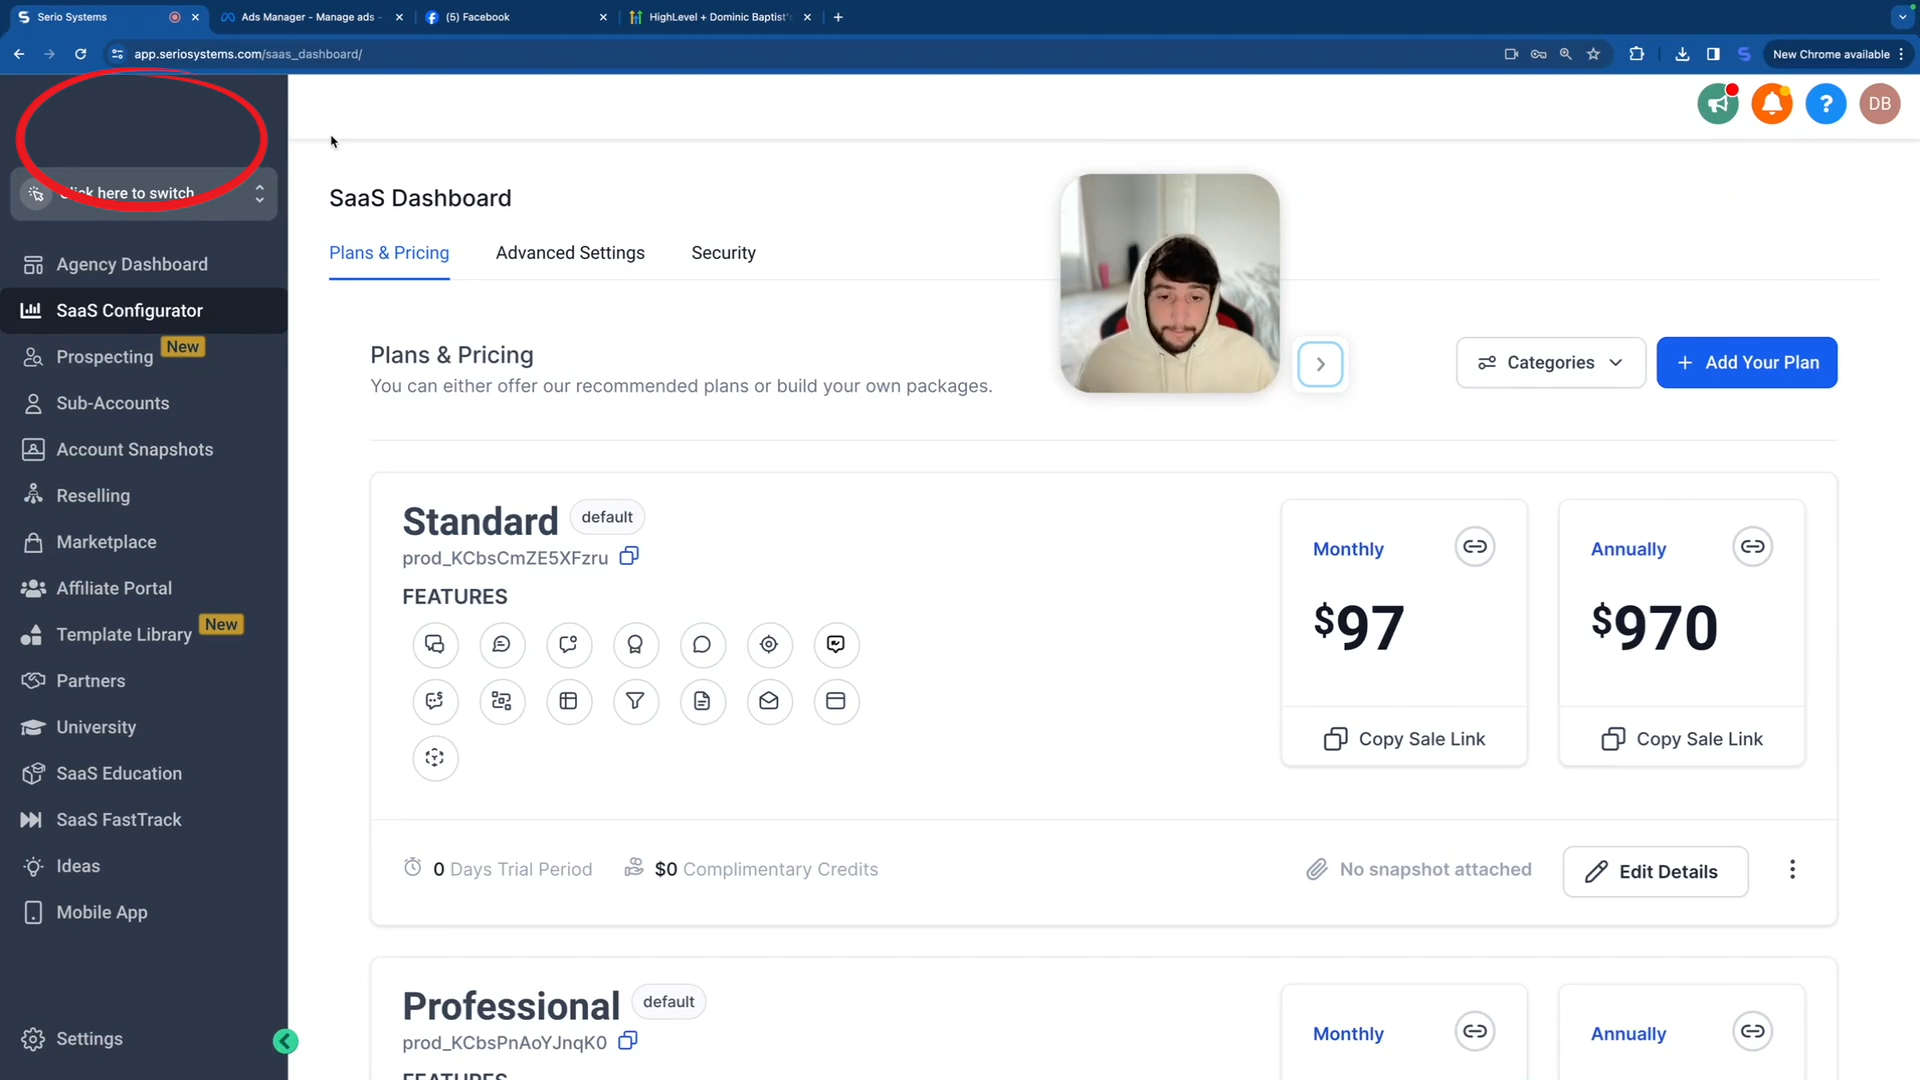 Serio Systems
Ads Manager - Manage ads -
(5) Facebook
HighLevel + Dominic Baptist's
app.seriosystems.com/saas_dashboard/
New Chrome available
?
DB
Click here to switch
Agency Dashboard
SaaS Configurator
Prospecting New
Sub-Accounts
Account Snapshots
Reselling
Marketplace
Affiliate Portal
Template Library New
Partners
University
SaaS Education
SaaS FastTrack
Ideas
Mobile App
Settings
SaaS Dashboard
Plans & Pricing Advanced Settings Security
Plans & Pricing
You can either offer our recommended plans or build your own packages.
Categories
+ Add Your Plan
Standard default
prod_KCbsCmZE5XFzru
FEATURES
Monthly
$97
Copy Sale Link
Annually
$970
Copy Sale Link
0 Days Trial Period
$0 Complimentary Credits
No snapshot attached
Edit Details
Professional default
prod_KCbsPnAoYJnqK0
FEATURES
Monthly
Annually